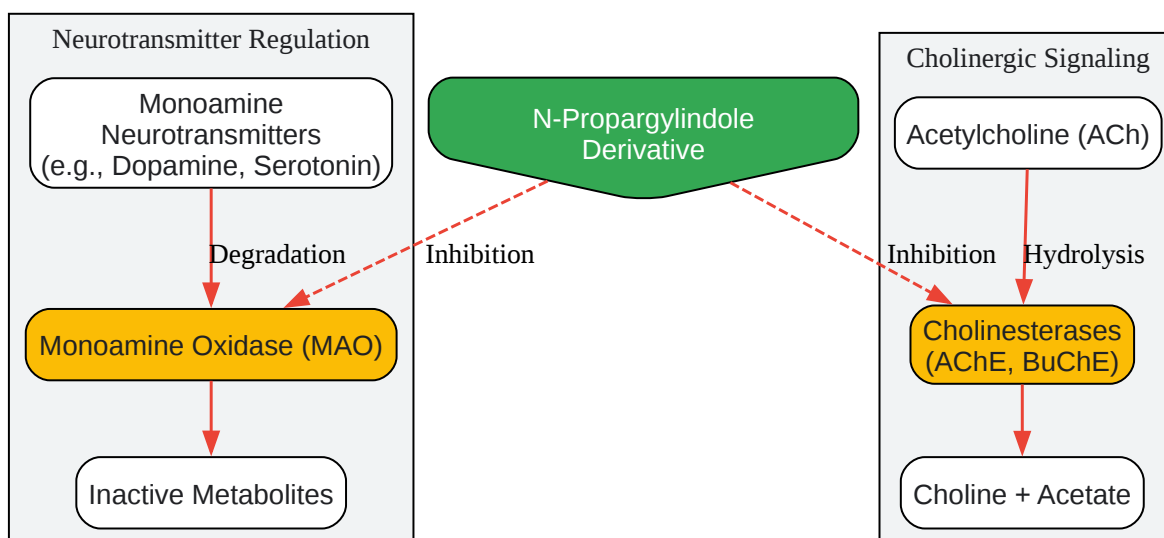 Neurotransmitter Regulation
Monoamine
Neurotransmitters
(e.g., Dopamine, Serotonin)
Degradation
Monoamine Oxidase (MAO)
Inactive Metabolites
N-Propargylindole
Derivative
Inhibition
Inhibition
Cholinergic Signaling
Acetylcholine (ACh)
Hydrolysis
Cholinesterases
(AChE, BuChE)
Choline + Acetate